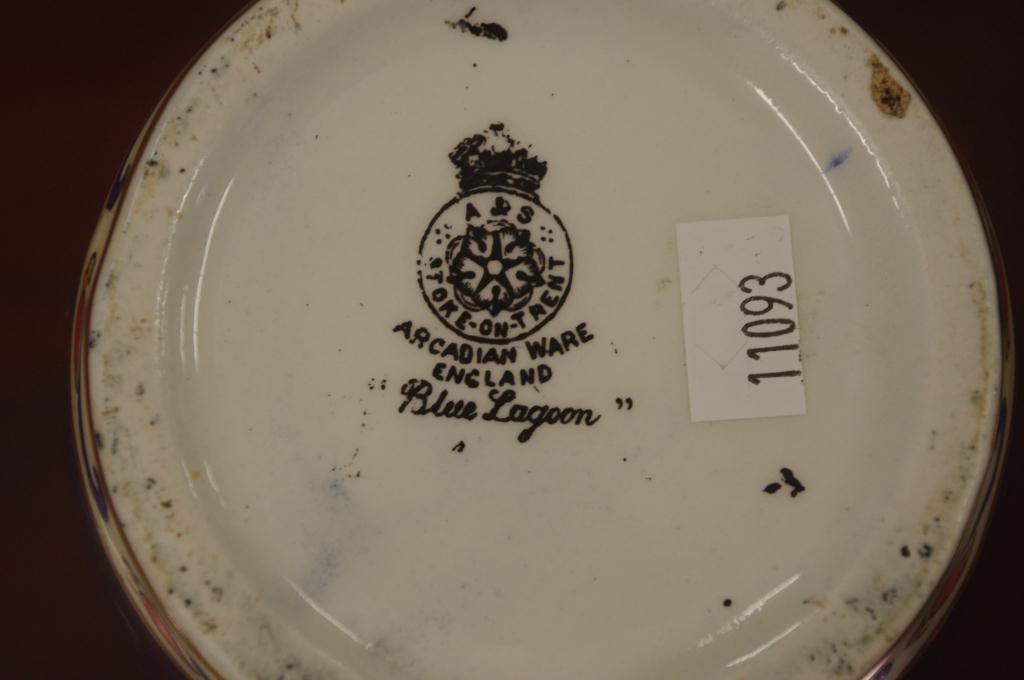 A & S
STOKE-ON-TRENT
ARCADIAN WARE
ENGLAND
"Blue Lagoon"
11093